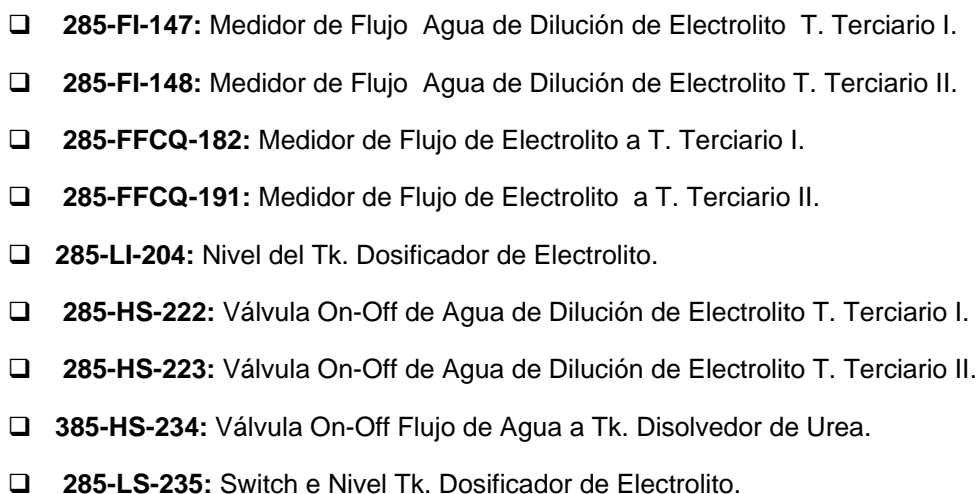 ❑ 285-FI-147: Medidor de Flujo Agua de Dilución de Electrolito T. Terciario I.
❑ 285-FI-148: Medidor de Flujo Agua de Dilución de Electrolito T. Terciario II.
❑ 285-FFCQ-182: Medidor de Flujo de Electrolito a T. Terciario I.
❑ 285-FFCQ-191: Medidor de Flujo de Electrolito a T. Terciario II.
❑ 285-LI-204: Nivel del Tk. Dosificador de Electrolito.
❑ 285-HS-222: Válvula On-Off de Agua de Dilución de Electrolito T. Terciario I.
❑ 285-HS-223: Válvula On-Off de Agua de Dilución de Electrolito T. Terciario II.
❑ 385-HS-234: Válvula On-Off Flujo de Agua a Tk. Disolvedor de Urea.
❑ 285-LS-235: Switch e Nivel Tk. Dosificador de Electrolito.